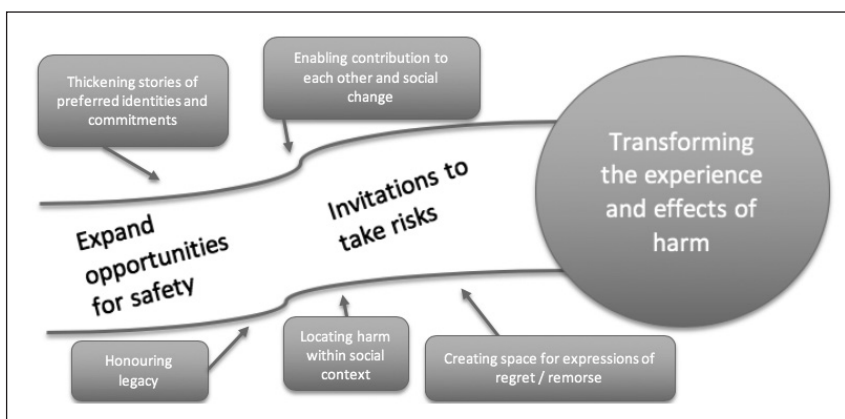 Thickening stories of
preferred identities and
commitments
Enabling contribution to
each other and social
change
Expand
opportunities
for safety
Invitations to
take risks
Transforming
the experience
and effects of
harm
Honouring
legacy
Locating harm
within social
context
Creating space for expressions of
regret / remorse